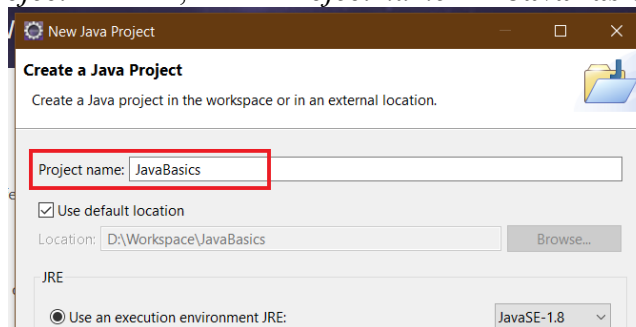 New Java Project
Create a Java Project
Create a Java project in the workspace or in an external location.
Project name: JavaBasics
Use default location
Location: D:\Workspace\JavaBasics Browse...
JRE
Use an execution environment JRE: JavaSE-1.8